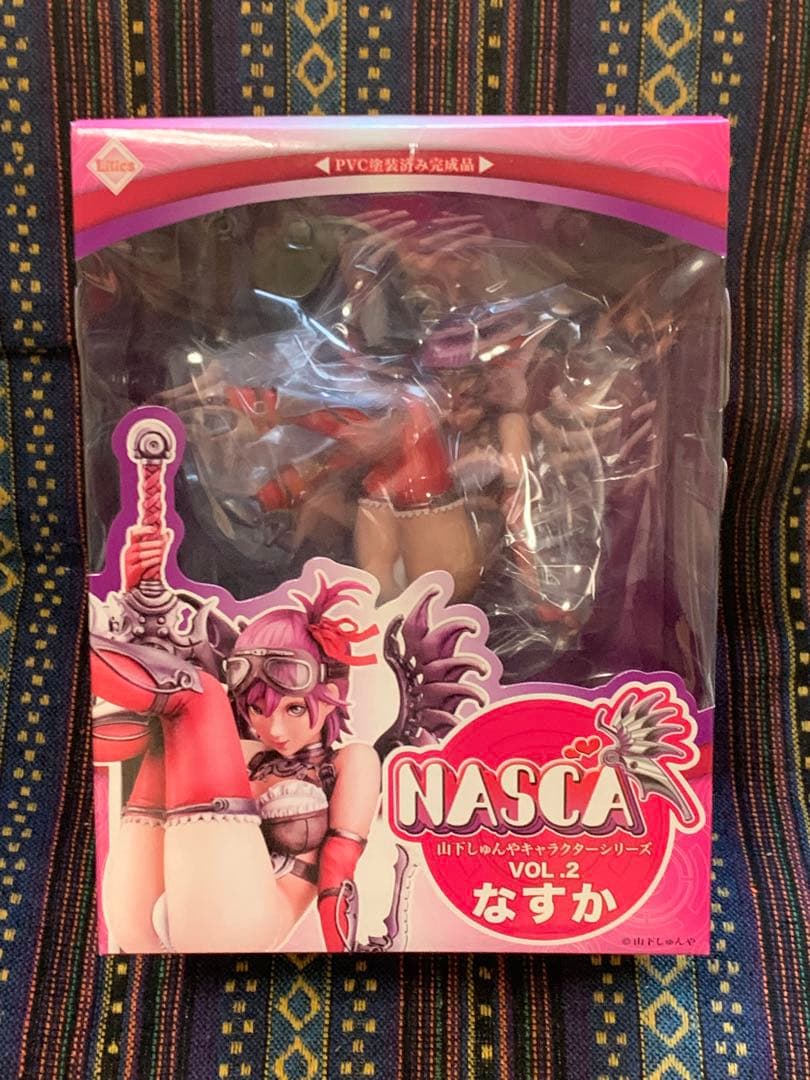 Litics
PVC塗装済み完成品
NASCA
山下しゅんやキャラクターシリーズ
VOL.2
なすか
©山下しゅんや